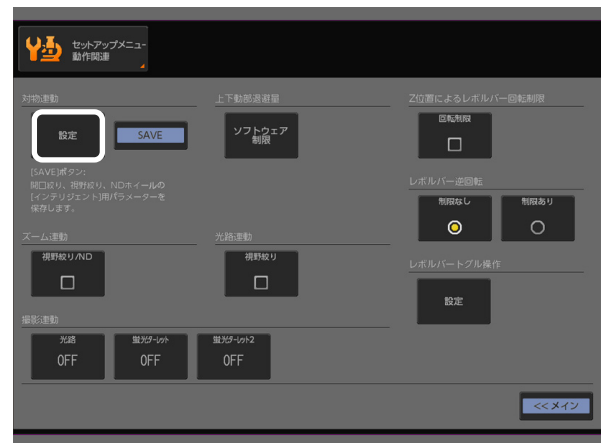 セットアップメニュー
動作関連
対物連動
設定
SAVE
[SAVE]ボタン:
開口絞り、視野絞り、NDホイールの
[インテリジェント]用パラメーターを
保存します。
上下動部退避量
ソフトウェア
制限
Z位置によるレボルバー回転制限
回転制限
レボルバー逆回転
制限なし
制限あり
ズーム連動
視野絞り/ND
光路連動
視野絞り
レボルバートグル操作
設定
撮影連動
光路
OFF
蛍光ターレット
OFF
蛍光ターレット2
OFF
<< メイン